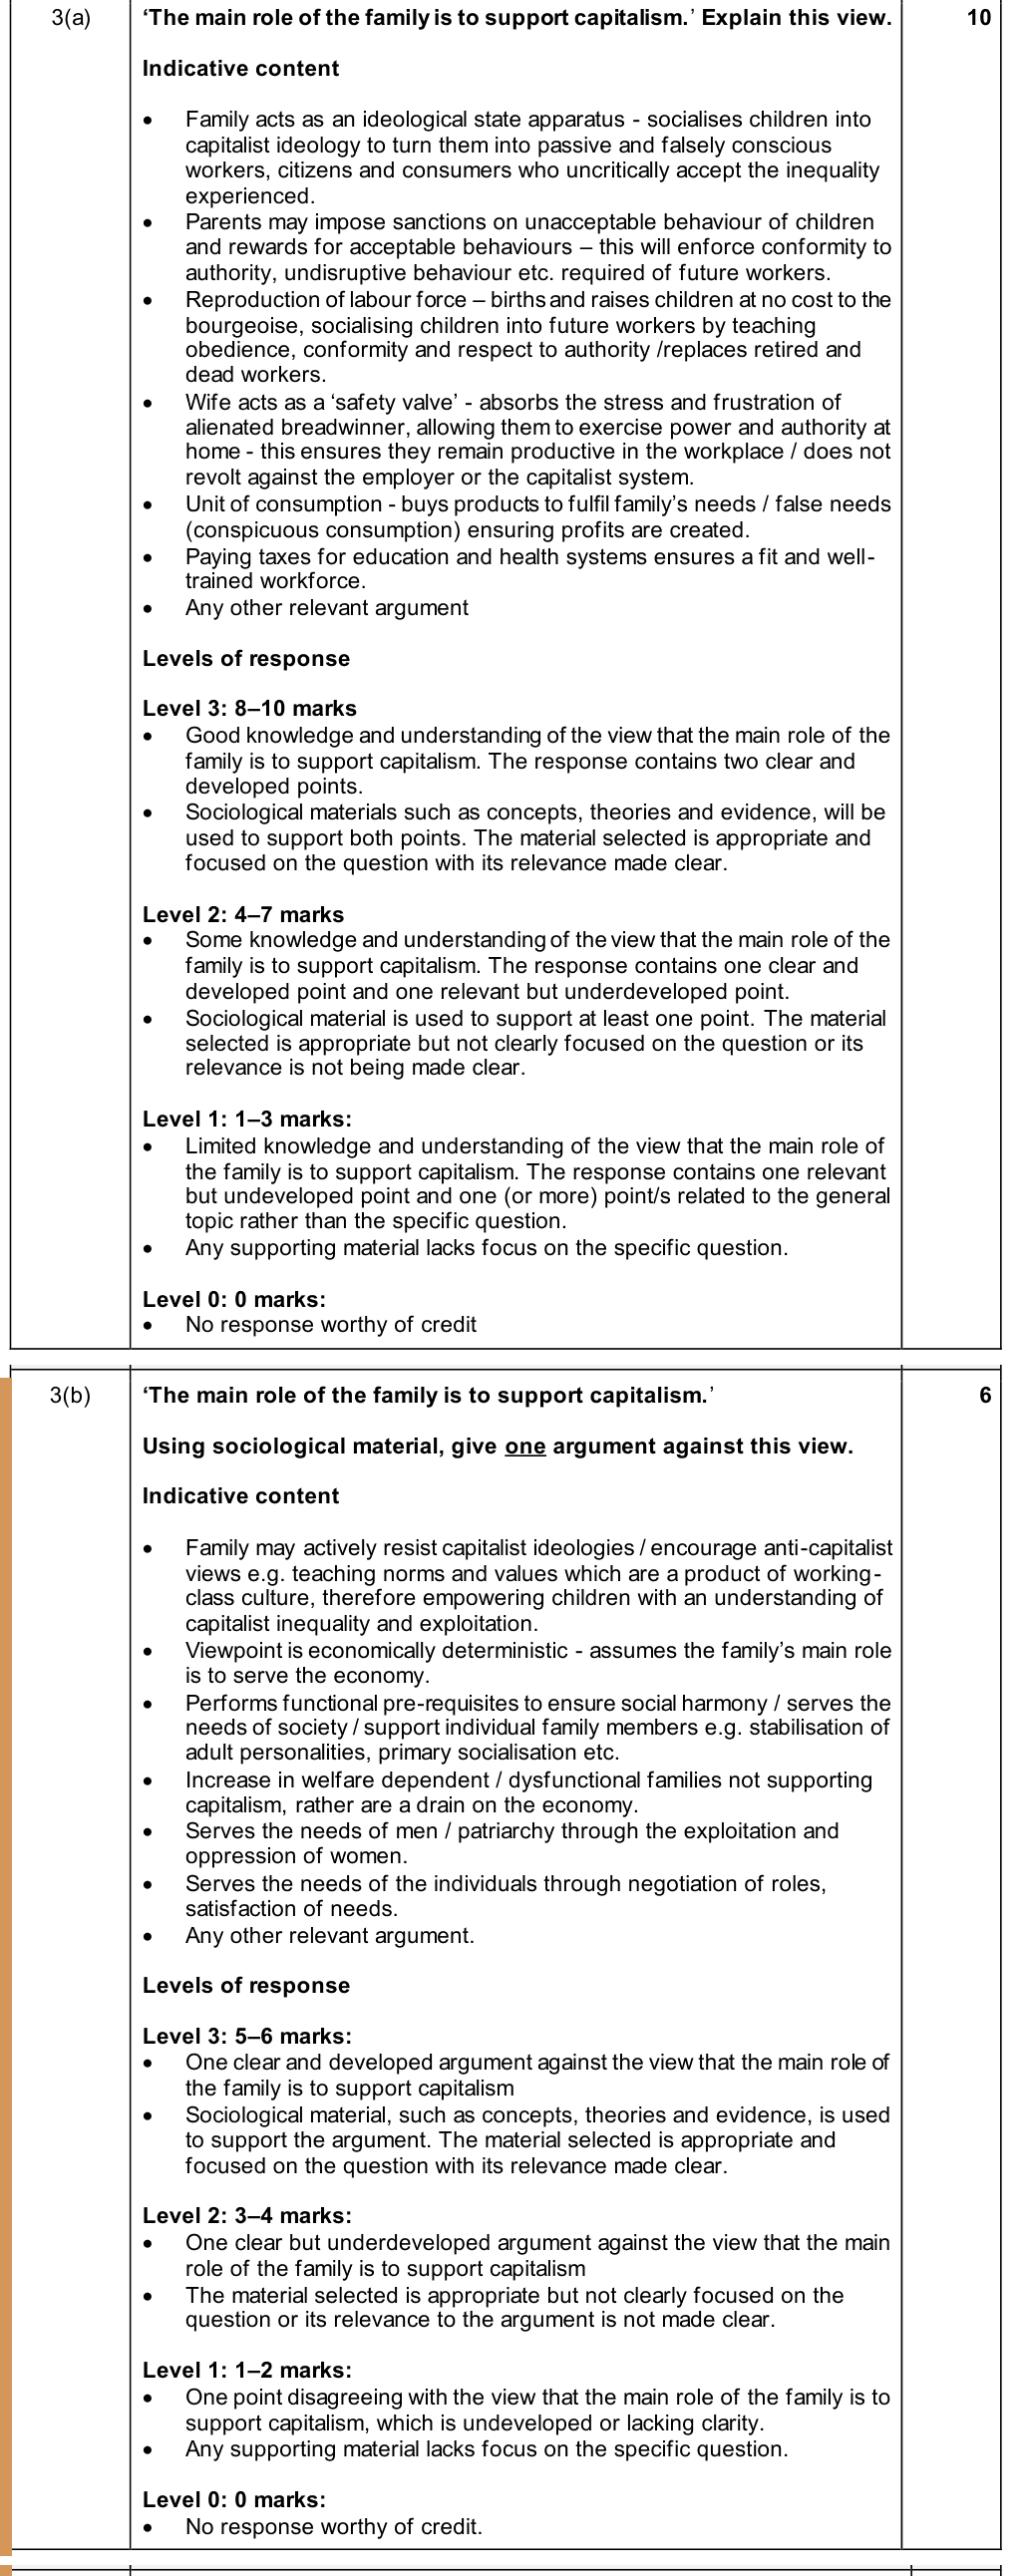 3(a) ‘The main role of the family is to support capitalism.’ Explain this view. 10
Indicative content
• Family acts as an ideological state apparatus - socialises children into
capitalist ideology to turn them into passive and falsely conscious
workers, citizens and consumers who uncritically accept the inequality
experienced.
• Parents may impose sanctions on unacceptable behaviour of children
and rewards for acceptable behaviours – this will enforce conformity to
authority, undisruptive behaviour etc. required of future workers.
• Reproduction of labour force – births and raises children at no cost to the
bourgeoise, socialising children into future workers by teaching
obedience, conformity and respect to authority /replaces retired and
dead workers.
• Wife acts as a ‘safety valve’ - absorbs the stress and frustration of
alienated breadwinner, allowing them to exercise power and authority at
home - this ensures they remain productive in the workplace / does not
revolt against the employer or the capitalist system.
• Unit of consumption - buys products to fulfil family’s needs / false needs
(conspicuous consumption) ensuring profits are created.
• Paying taxes for education and health systems ensures a fit and well-
trained workforce.
• Any other relevant argument
Levels of response
Level 3: 8–10 marks
• Good knowledge and understanding of the view that the main role of the
family is to support capitalism. The response contains two clear and
developed points.
• Sociological materials such as concepts, theories and evidence, will be
used to support both points. The material selected is appropriate and
focused on the question with its relevance made clear.
Level 2: 4–7 marks
• Some knowledge and understanding of the view that the main role of the
family is to support capitalism. The response contains one clear and
developed point and one relevant but underdeveloped point.
• Sociological material is used to support at least one point. The material
selected is appropriate but not clearly focused on the question or its
relevance is not being made clear.
Level 1: 1–3 marks:
• Limited knowledge and understanding of the view that the main role of
the family is to support capitalism. The response contains one relevant
but undeveloped point and one (or more) point/s related to the general
topic rather than the specific question.
• Any supporting material lacks focus on the specific question.
Level 0: 0 marks:
• No response worthy of credit
3(b) ‘The main role of the family is to support capitalism.’ 6
Using sociological material, give one argument against this view.
Indicative content
• Family may actively resist capitalist ideologies / encourage anti-capitalist
views e.g. teaching norms and values which are a product of working-
class culture, therefore empowering children with an understanding of
capitalist inequality and exploitation.
• Viewpoint is economically deterministic - assumes the family’s main role
is to serve the economy.
• Performs functional pre-requisites to ensure social harmony / serves the
needs of society / support individual family members e.g. stabilisation of
adult personalities, primary socialisation etc.
• Increase in welfare dependent / dysfunctional families not supporting
capitalism, rather are a drain on the economy.
• Serves the needs of men / patriarchy through the exploitation and
oppression of women.
• Serves the needs of the individuals through negotiation of roles,
satisfaction of needs.
• Any other relevant argument.
Levels of response
Level 3: 5–6 marks:
• One clear and developed argument against the view that the main role of
the family is to support capitalism
• Sociological material, such as concepts, theories and evidence, is used
to support the argument. The material selected is appropriate and
focused on the question with its relevance made clear.
Level 2: 3–4 marks:
• One clear but underdeveloped argument against the view that the main
role of the family is to support capitalism
• The material selected is appropriate but not clearly focused on the
question or its relevance to the argument is not made clear.
Level 1: 1–2 marks:
• One point disagreeing with the view that the main role of the family is to
support capitalism, which is undeveloped or lacking clarity.
• Any supporting material lacks focus on the specific question.
Level 0: 0 marks:
• No response worthy of credit.